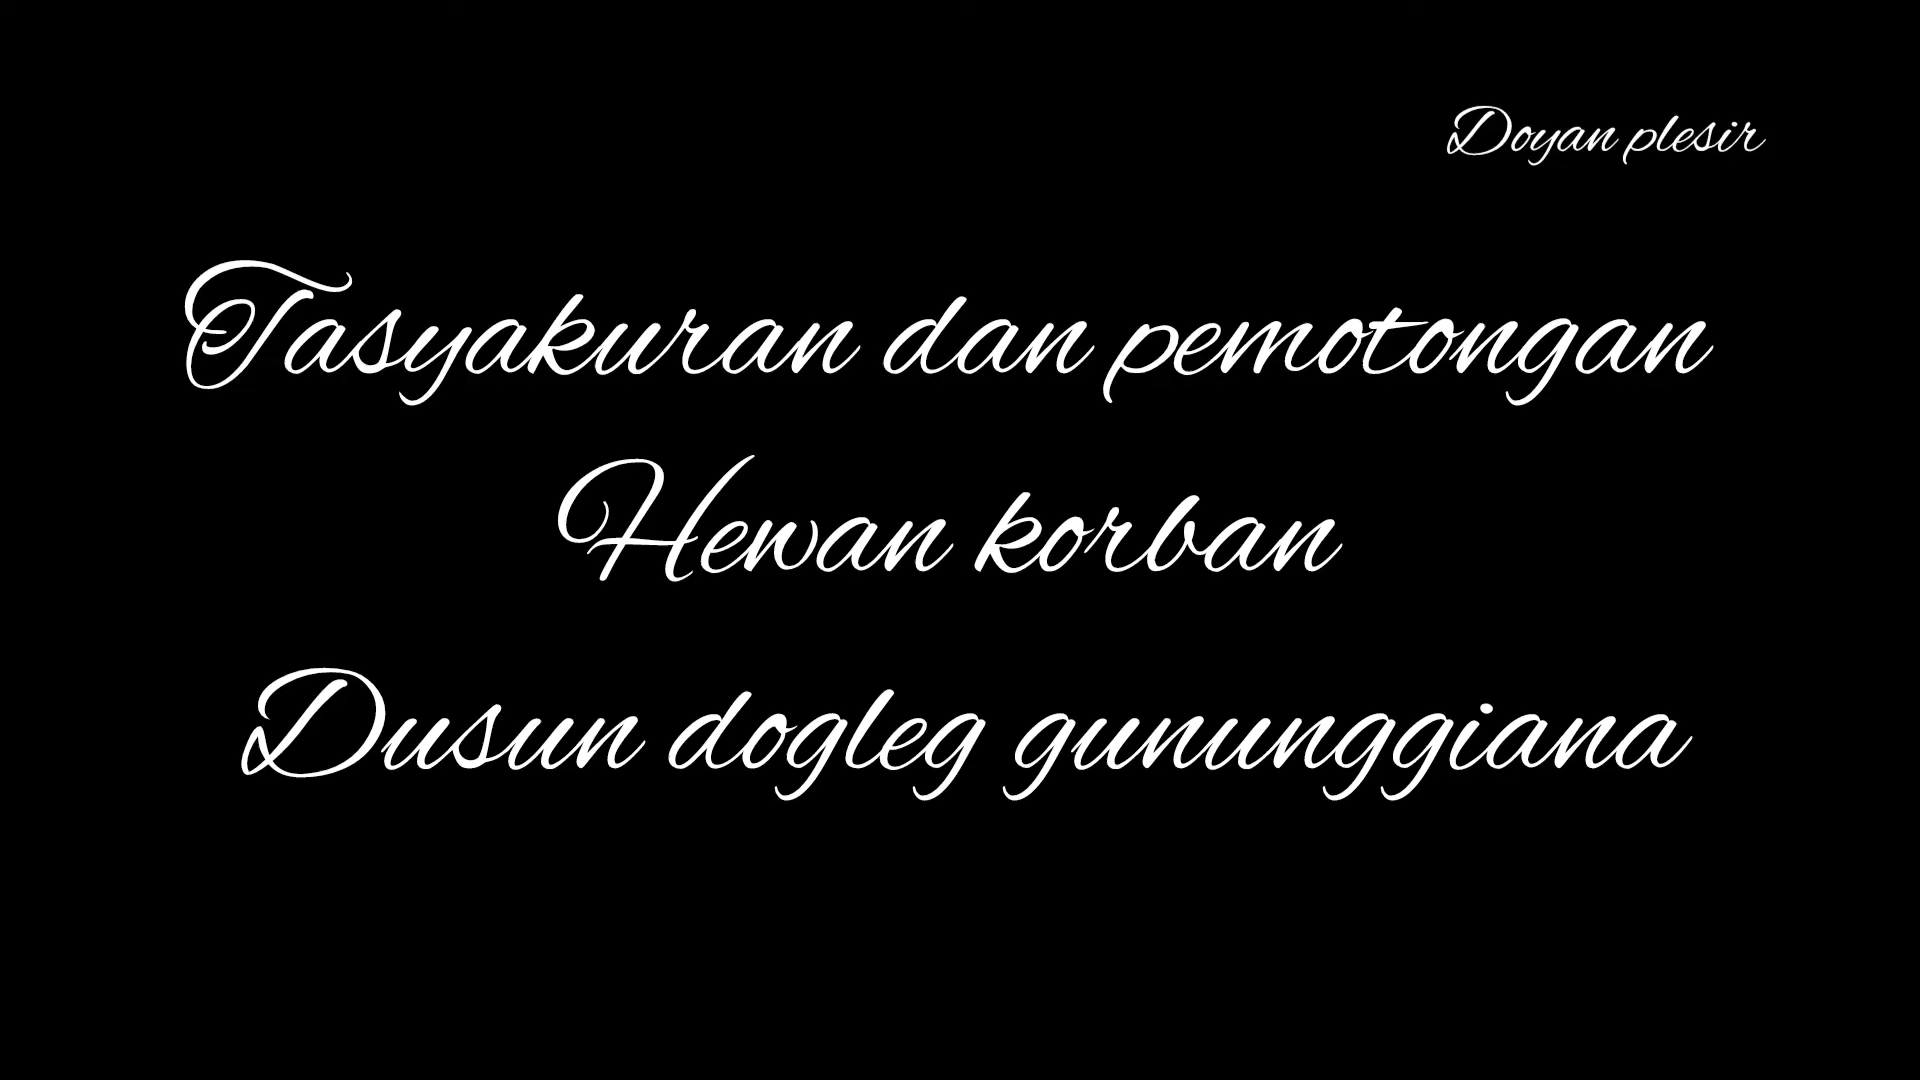 Doyan plesir
Tasyakuran dan pemotongan
Hewan korban
Dusun dogleg gununggiana